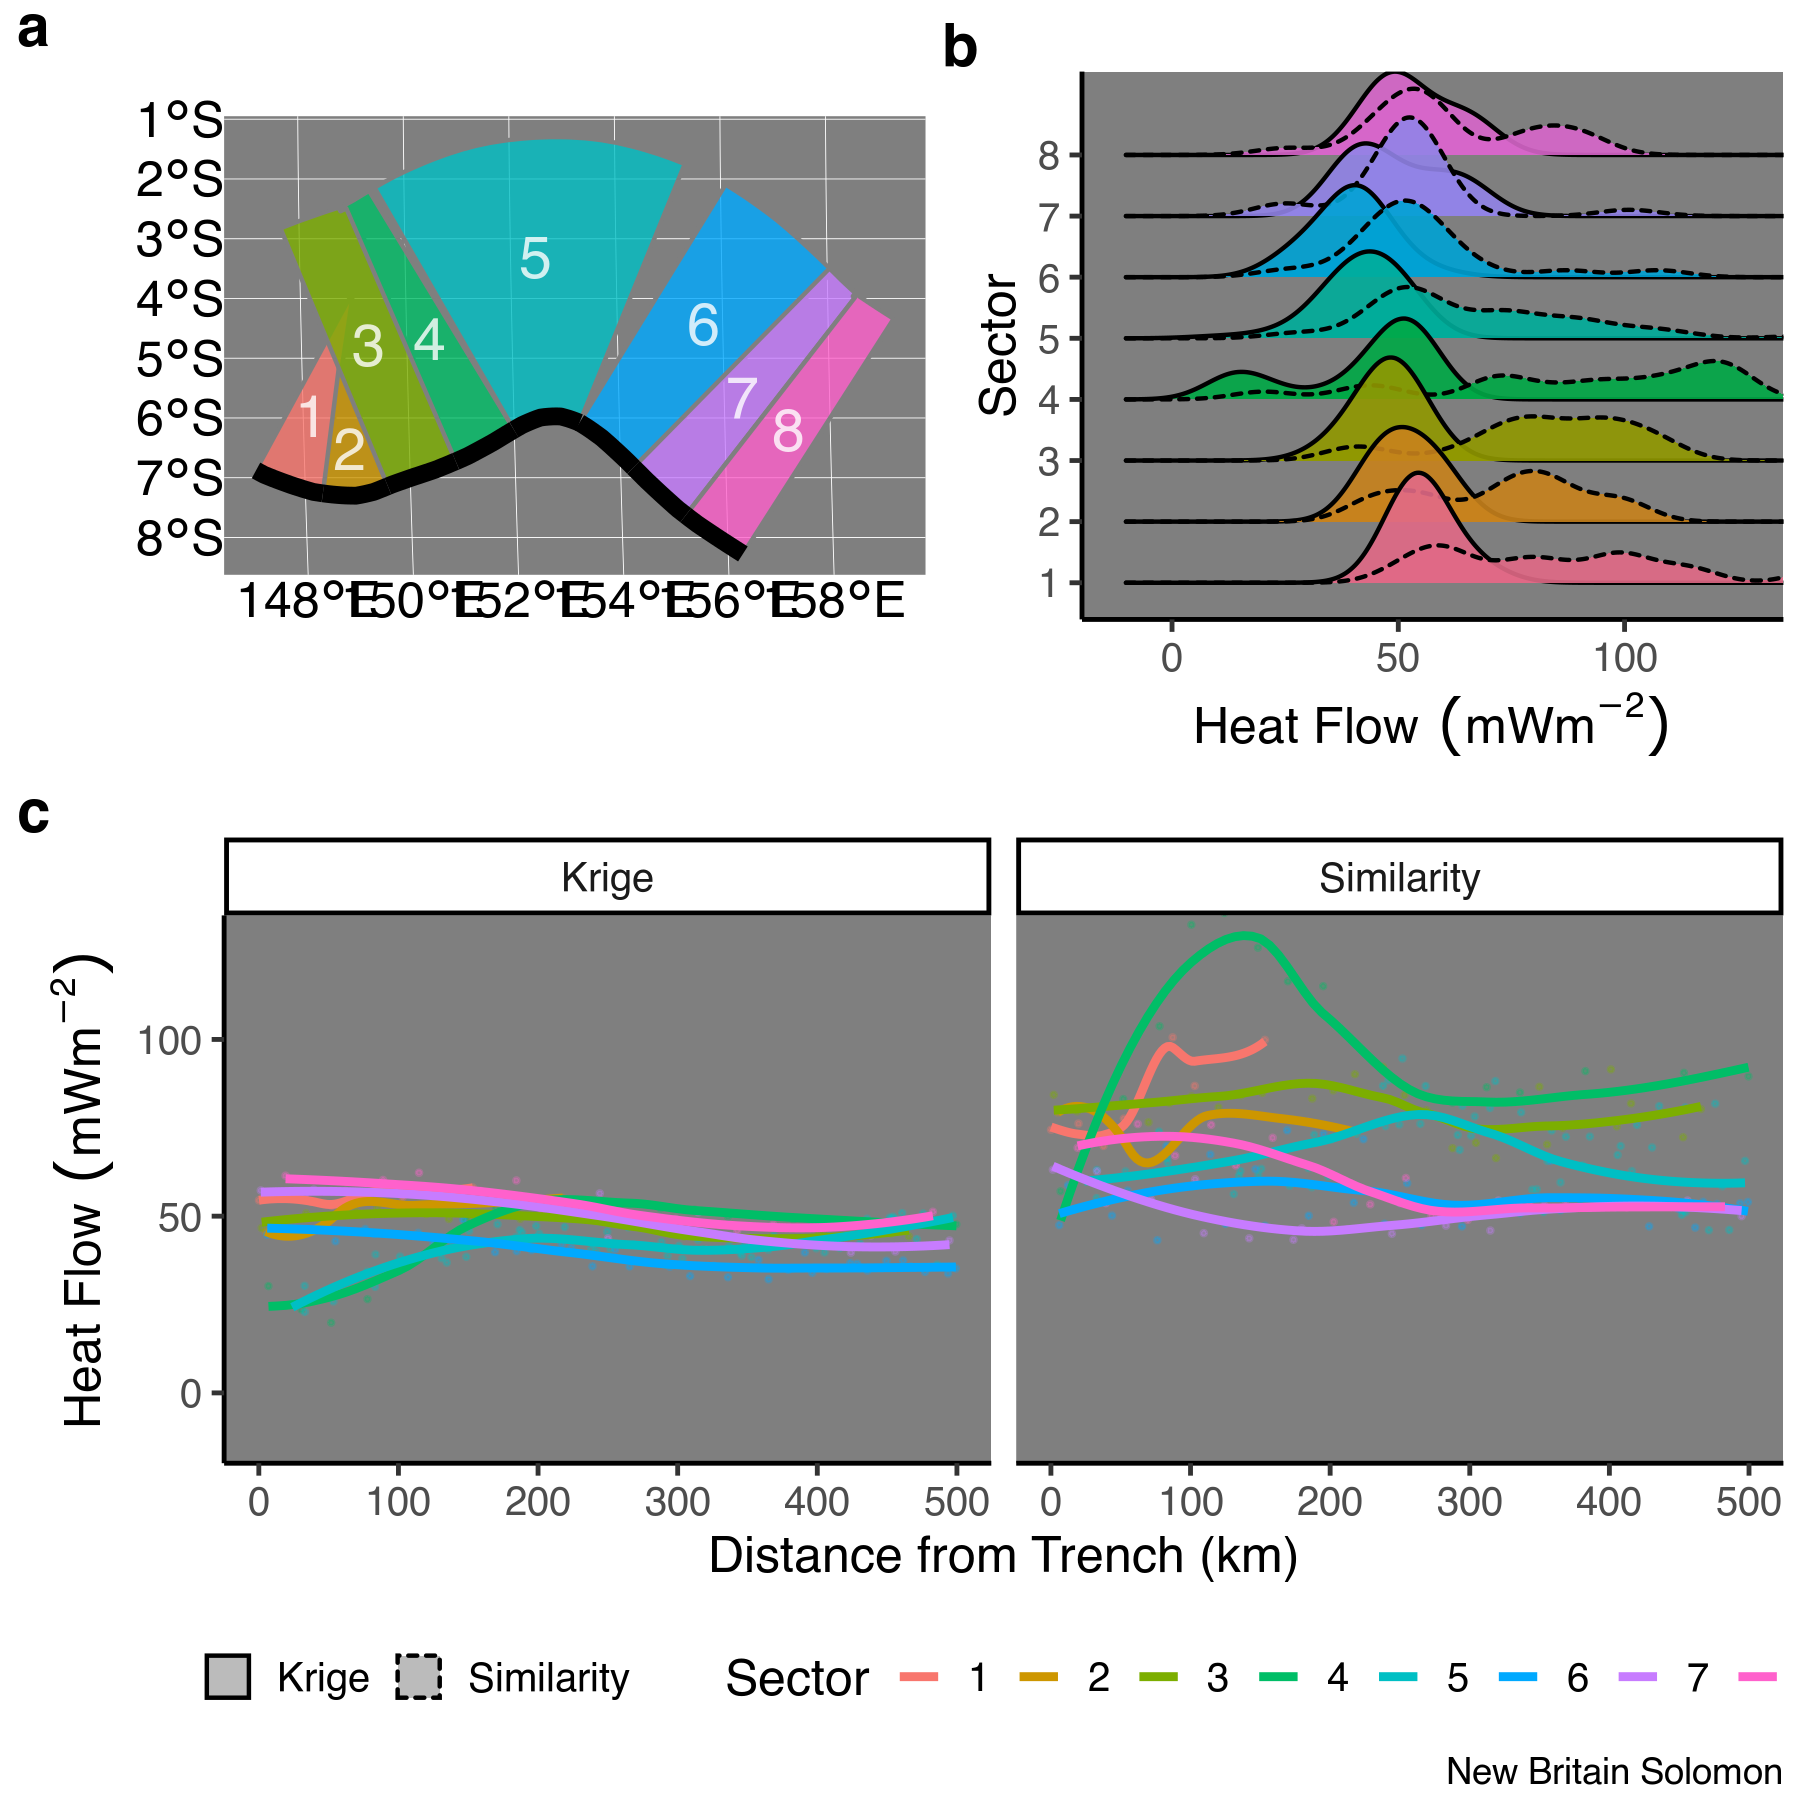 a
1°S
2°S
3°S
4°S
5°S
6°S
7°S
8°S
1
2
3
4
5
6
7
8
148°E 150°E 152°E 154°E 156°E 158°E
b
Sector
8
7
6
5
4
3
2
1
0 50 100
Heat Flow (mWm−2)
c
Krige
Similarity
Heat Flow (mWm−2)
100
50
0
0 100 200 300 400 500
0 100 200 300 400 500
Distance from Trench (km)
Krige Similarity Sector 1 2 3 4 5 6 7
New Britain Solomon